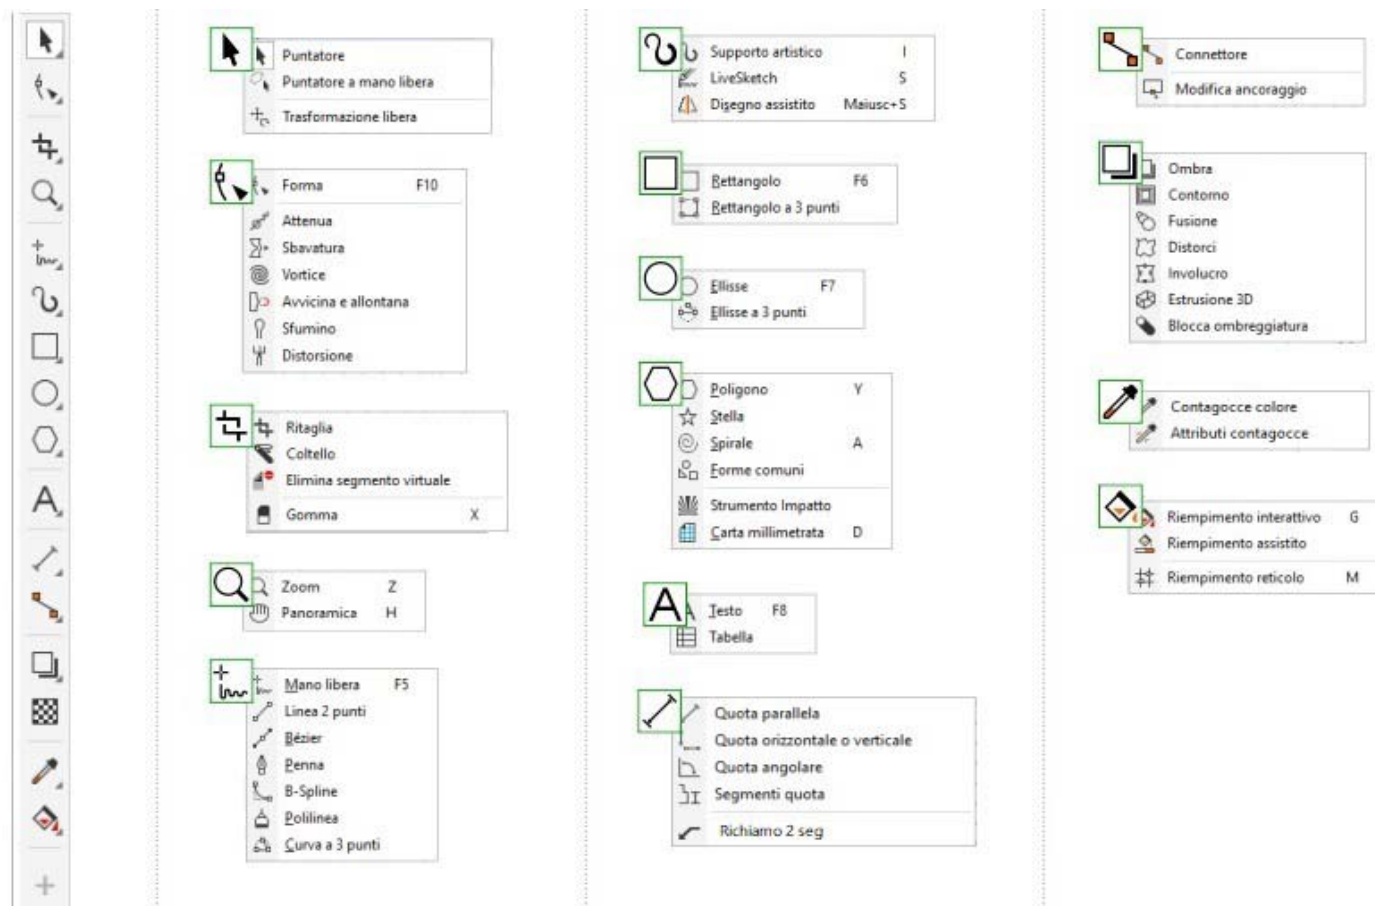 Puntatore
Puntatore a mano libera
Trasformazione libera
Forma F10
Attenua
Sbavatura
Vortice
Avvicina e allontana
Sfumino
Distorsione
Ritaglia
Coltello
Elimina segmento virtuale
Gomma X
Zoom Z
Panoramica H
Mano libera F5
Linea 2 punti
Bézier
Penna
B-Spline
Polilinea
Curva a 3 punti
Supporto artistico I
LiveSketch S
Disegno assistito Maiusc+S
Rettangolo F6
Rettangolo a 3 punti
Ellisse F7
Ellisse a 3 punti
Poligono Y
Stella
Spirale A
Forme comuni
Strumento Impatto
Carta millimetrata D
Testo F8
Tabella
Quota parallela
Quota orizzontale o verticale
Quota angolare
Segmenti quota
Richiamo 2 seg
Connettore
Modifica ancoraggio
Ombra
Contorno
Fusione
Distorci
Involucro
Estrusione 3D
Blocca ombreggiatura
Contagocce colore
Attributi contagocce
Riempimento interattivo G
Riempimento assistito
Riempimento reticolo M